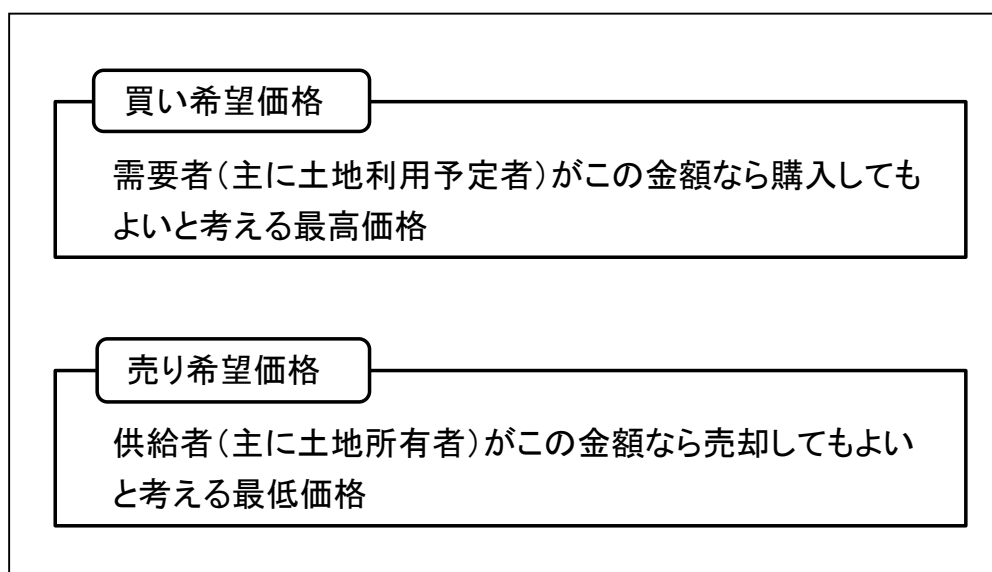 買い希望価格
需要者（主に土地利用予定者）がこの金額なら購入しても
よいと考える最高価格
売り希望価格
供給者（主に土地所有者）がこの金額なら売却してもよい
と考える最低価格